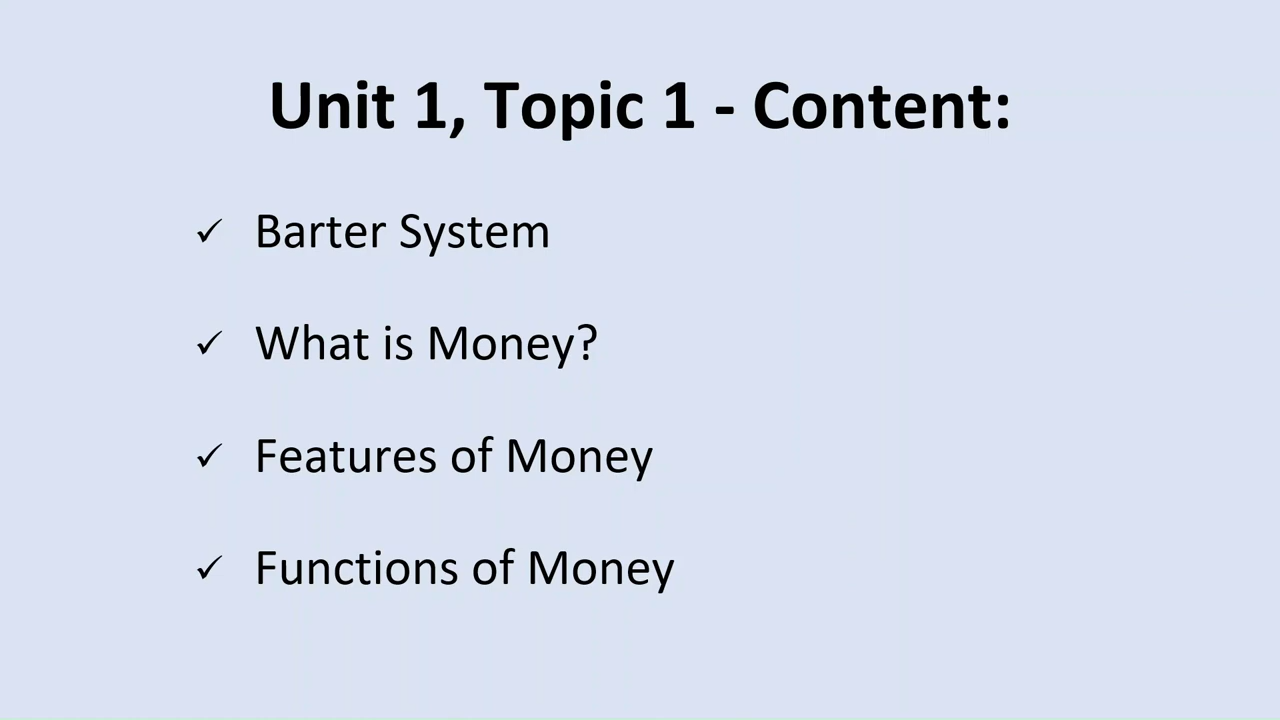 Unit 1, Topic 1 - Content:
✓ Barter System
✓ What is Money?
✓ Features of Money
✓ Functions of Money